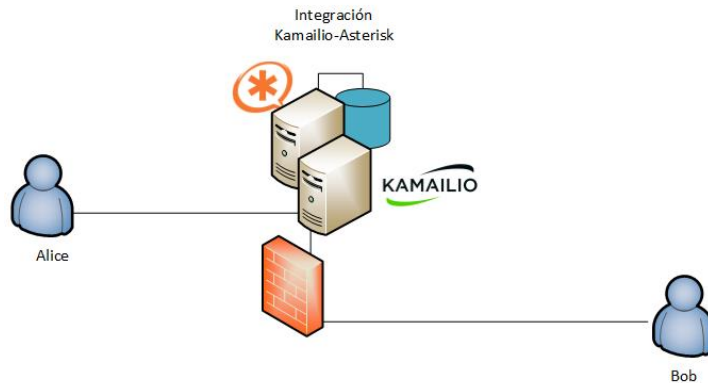 Integración
Kamailio-Asterisk
KAMAILIO
Alice
Bob